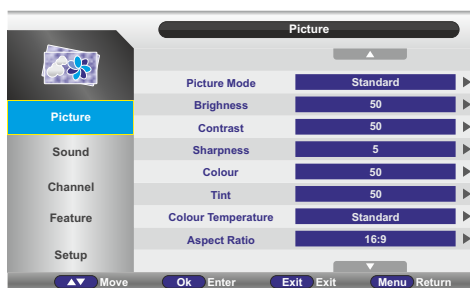 Picture
Picture
Sound
Channel
Feature
Setup
Picture Mode Standard
Brighness 50
Contrast 50
Sharpness 5
Colour 50
Tint 50
Colour Temperature Standard
Aspect Ratio 16:9
▲▼ Move Ok Enter Exit Exit Menu Return